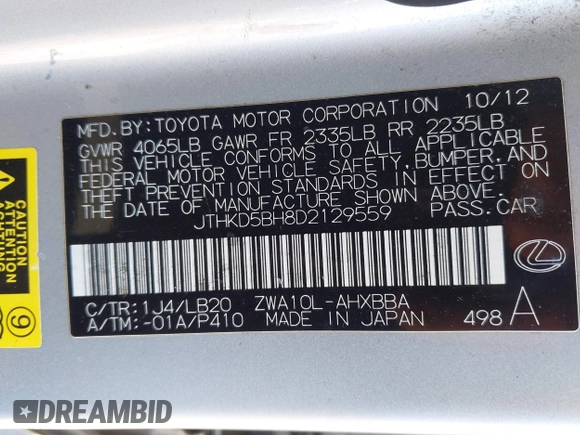 MFD. BY: TOYOTA MOTOR CORPORATION 10/12
GVWR 4065LB GAWR FR 2335LB RR 2235LB
THIS VEHICLE CONFORMS TO ALL APPLICABLE
FEDERAL MOTOR VEHICLE SAFETY, BUMPER, AND
THEFT PREVENTION STANDARDS IN EFFECT ON
THE DATE OF MANUFACTURE SHOWN ABOVE.
JTHKD5BH8D2129559 PASS. CAR
C/TR: 1J4/LB20 ZWA10L-AHXBBA
A/TM: -01A/P410 MADE IN JAPAN 498 A
CAUTION
ATTENTION
9
DREAMBID